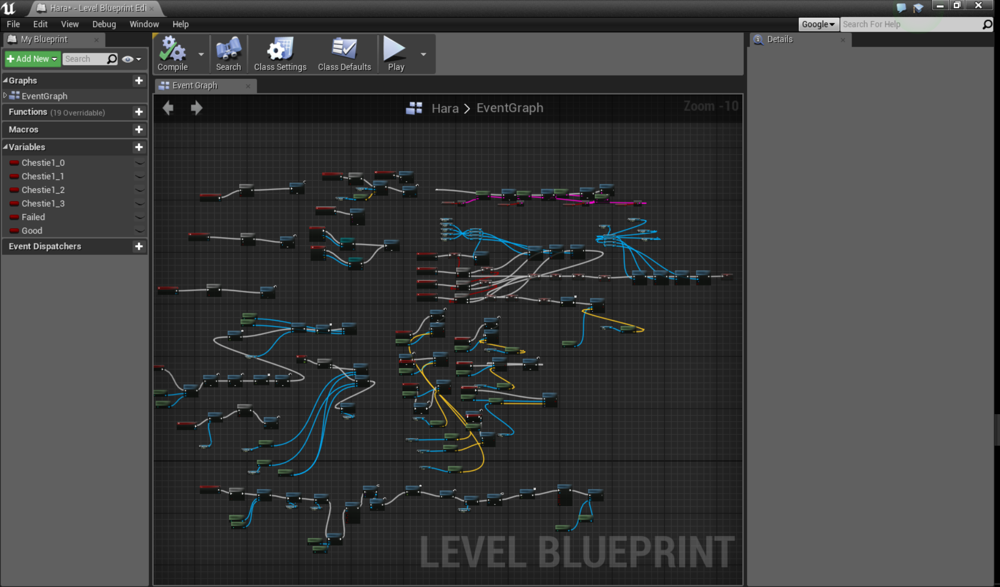 Hara* - Level Blueprint Edi
File Edit View Debug Window Help
Google Search For Help
My Blueprint
Details
Add New Search
Compile Search Class Settings Class Defaults Play
Graphs
Event Graph
EventGraph
Hara > EventGraph
Zoom -10
Functions (19 Overridable)
Macros
Variables
Chestie1_0
Chestie1_1
Chestie1_2
Chestie1_3
Failed
Good
Event Dispatchers
LEVEL BLUEPRINT